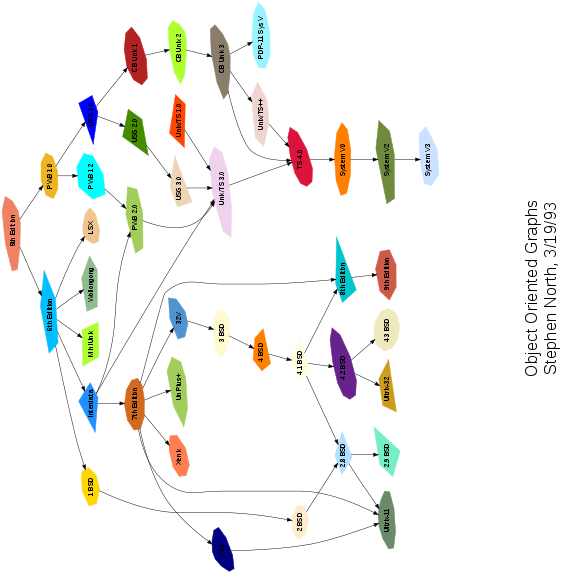 5th Edition
6th Edition
PWB 1.0
LSX
1 BSD
Mini Unix
Wollongong
Interdata
PWB 1.2
7th Edition
CB Unix 1
USG 2.0
PWB 2.0
CB Unix 2
Unix/TS 1.0
USG 3.0
32V
UniPlus+
Xenix
CB Unix 3
Unix/TS 3.0
3 BSD
PDP-11 Sys V
Unix/TS++
4 BSD
TS 4.0
4.1 BSD
2 BSD
System V.0
8th Edition
4.2 BSD
2.8 BSD
System V.2
9th Edition
4.3 BSD
Ultrix-32
2.9 BSD
Ultrix-11
System V.3
Object Oriented Graphs
Stephen North, 3/19/93